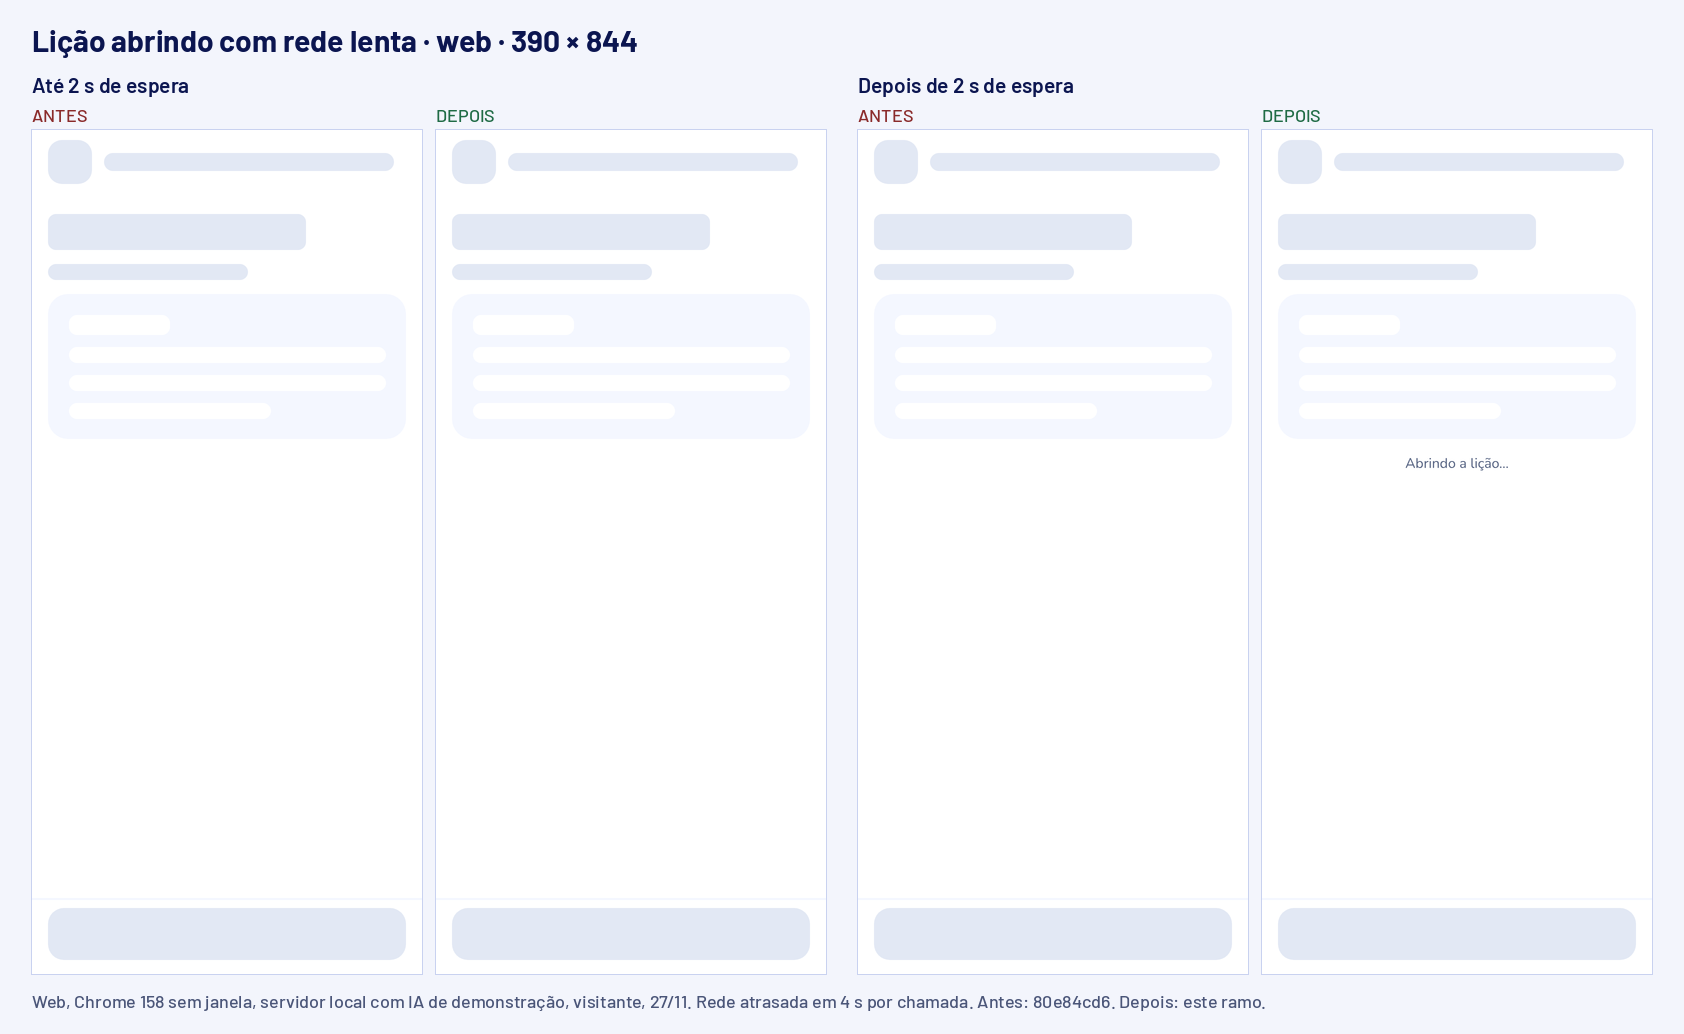 Lição abrindo com rede lenta · web · 390 × 844
Até 2 s de espera
Depois de 2 s de espera
ANTES
DEPOIS
ANTES
DEPOIS
Abrindo a lição...
Web, Chrome 158 sem janela, servidor local com IA de demonstração, visitante, 27/11. Rede atrasada em 4 s por chamada. Antes: 80e84cd6. Depois: este ramo.